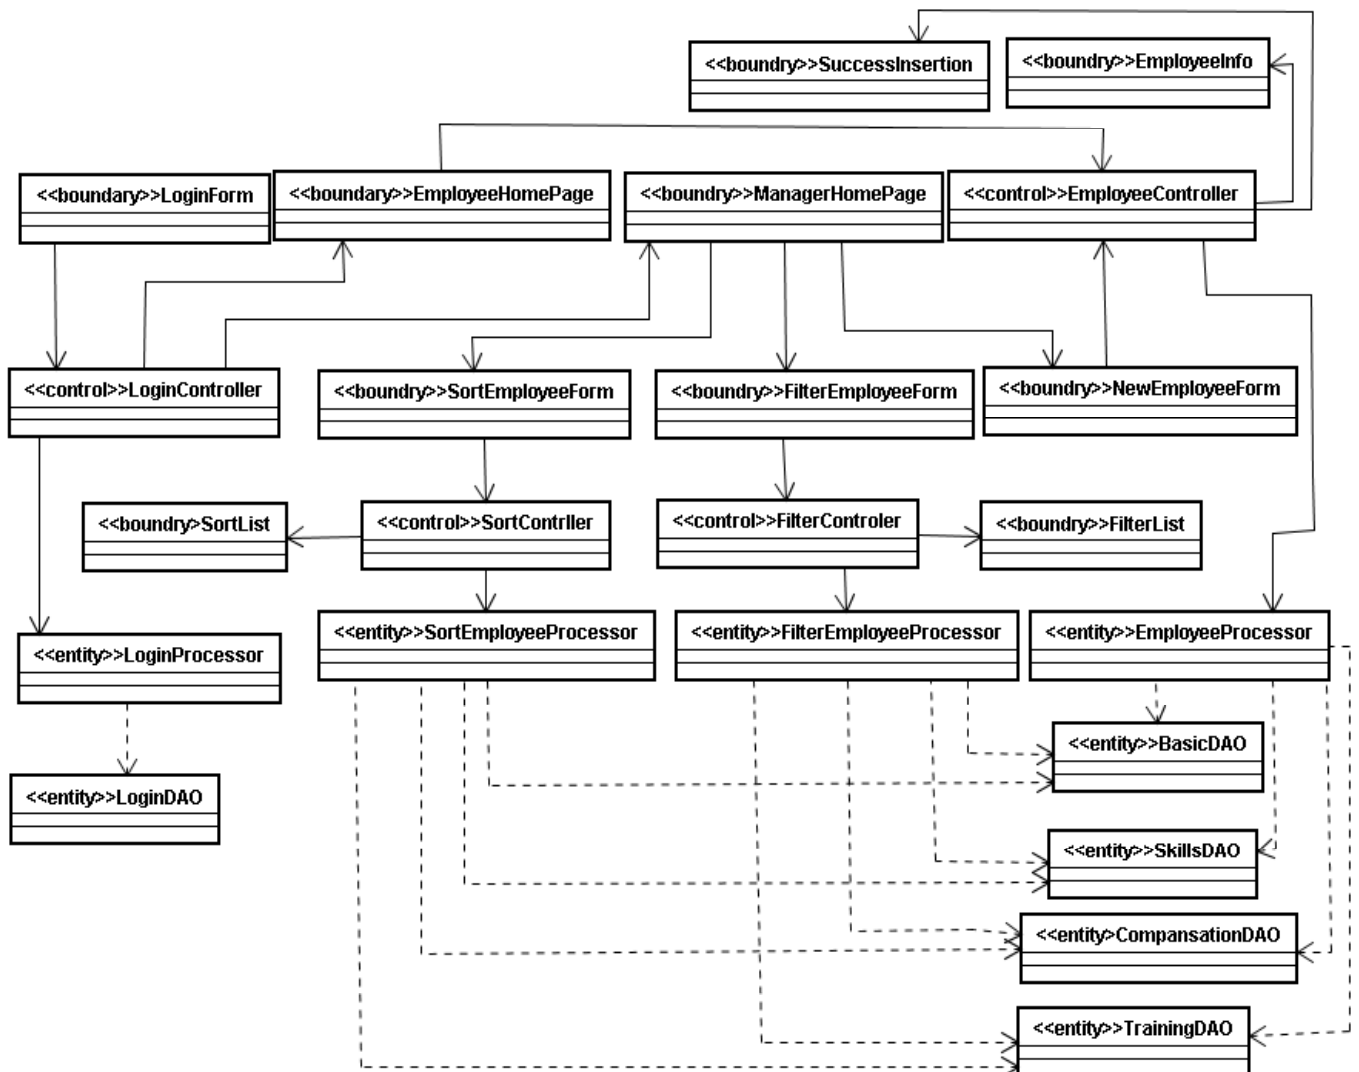 <<boundry>>SuccessInsertion
<<boundry>>EmployeeInfo
<<boundary>>LoginForm
<<boundary>>EmployeeHomePage
<<boundry>>ManagerHomePage
<<control>>EmployeeController
<<control>>LoginController
<<boundry>>SortEmployeeForm
<<boundry>>FilterEmployeeForm
<<boundry>>NewEmployeeForm
<<boundry>SortList
<<control>>SortContrller
<<control>>FilterControler
<<boundry>>FilterList
<<entity>>LoginProcessor
<<entity>>SortEmployeeProcessor
<<entity>>FilterEmployeeProcessor
<<entity>>EmployeeProcessor
<<entity>>BasicDAO
<<entity>>LoginDAO
<<entity>>SkillsDAO
<<entity>CompansationDAO
<<entity>>TrainingDAO